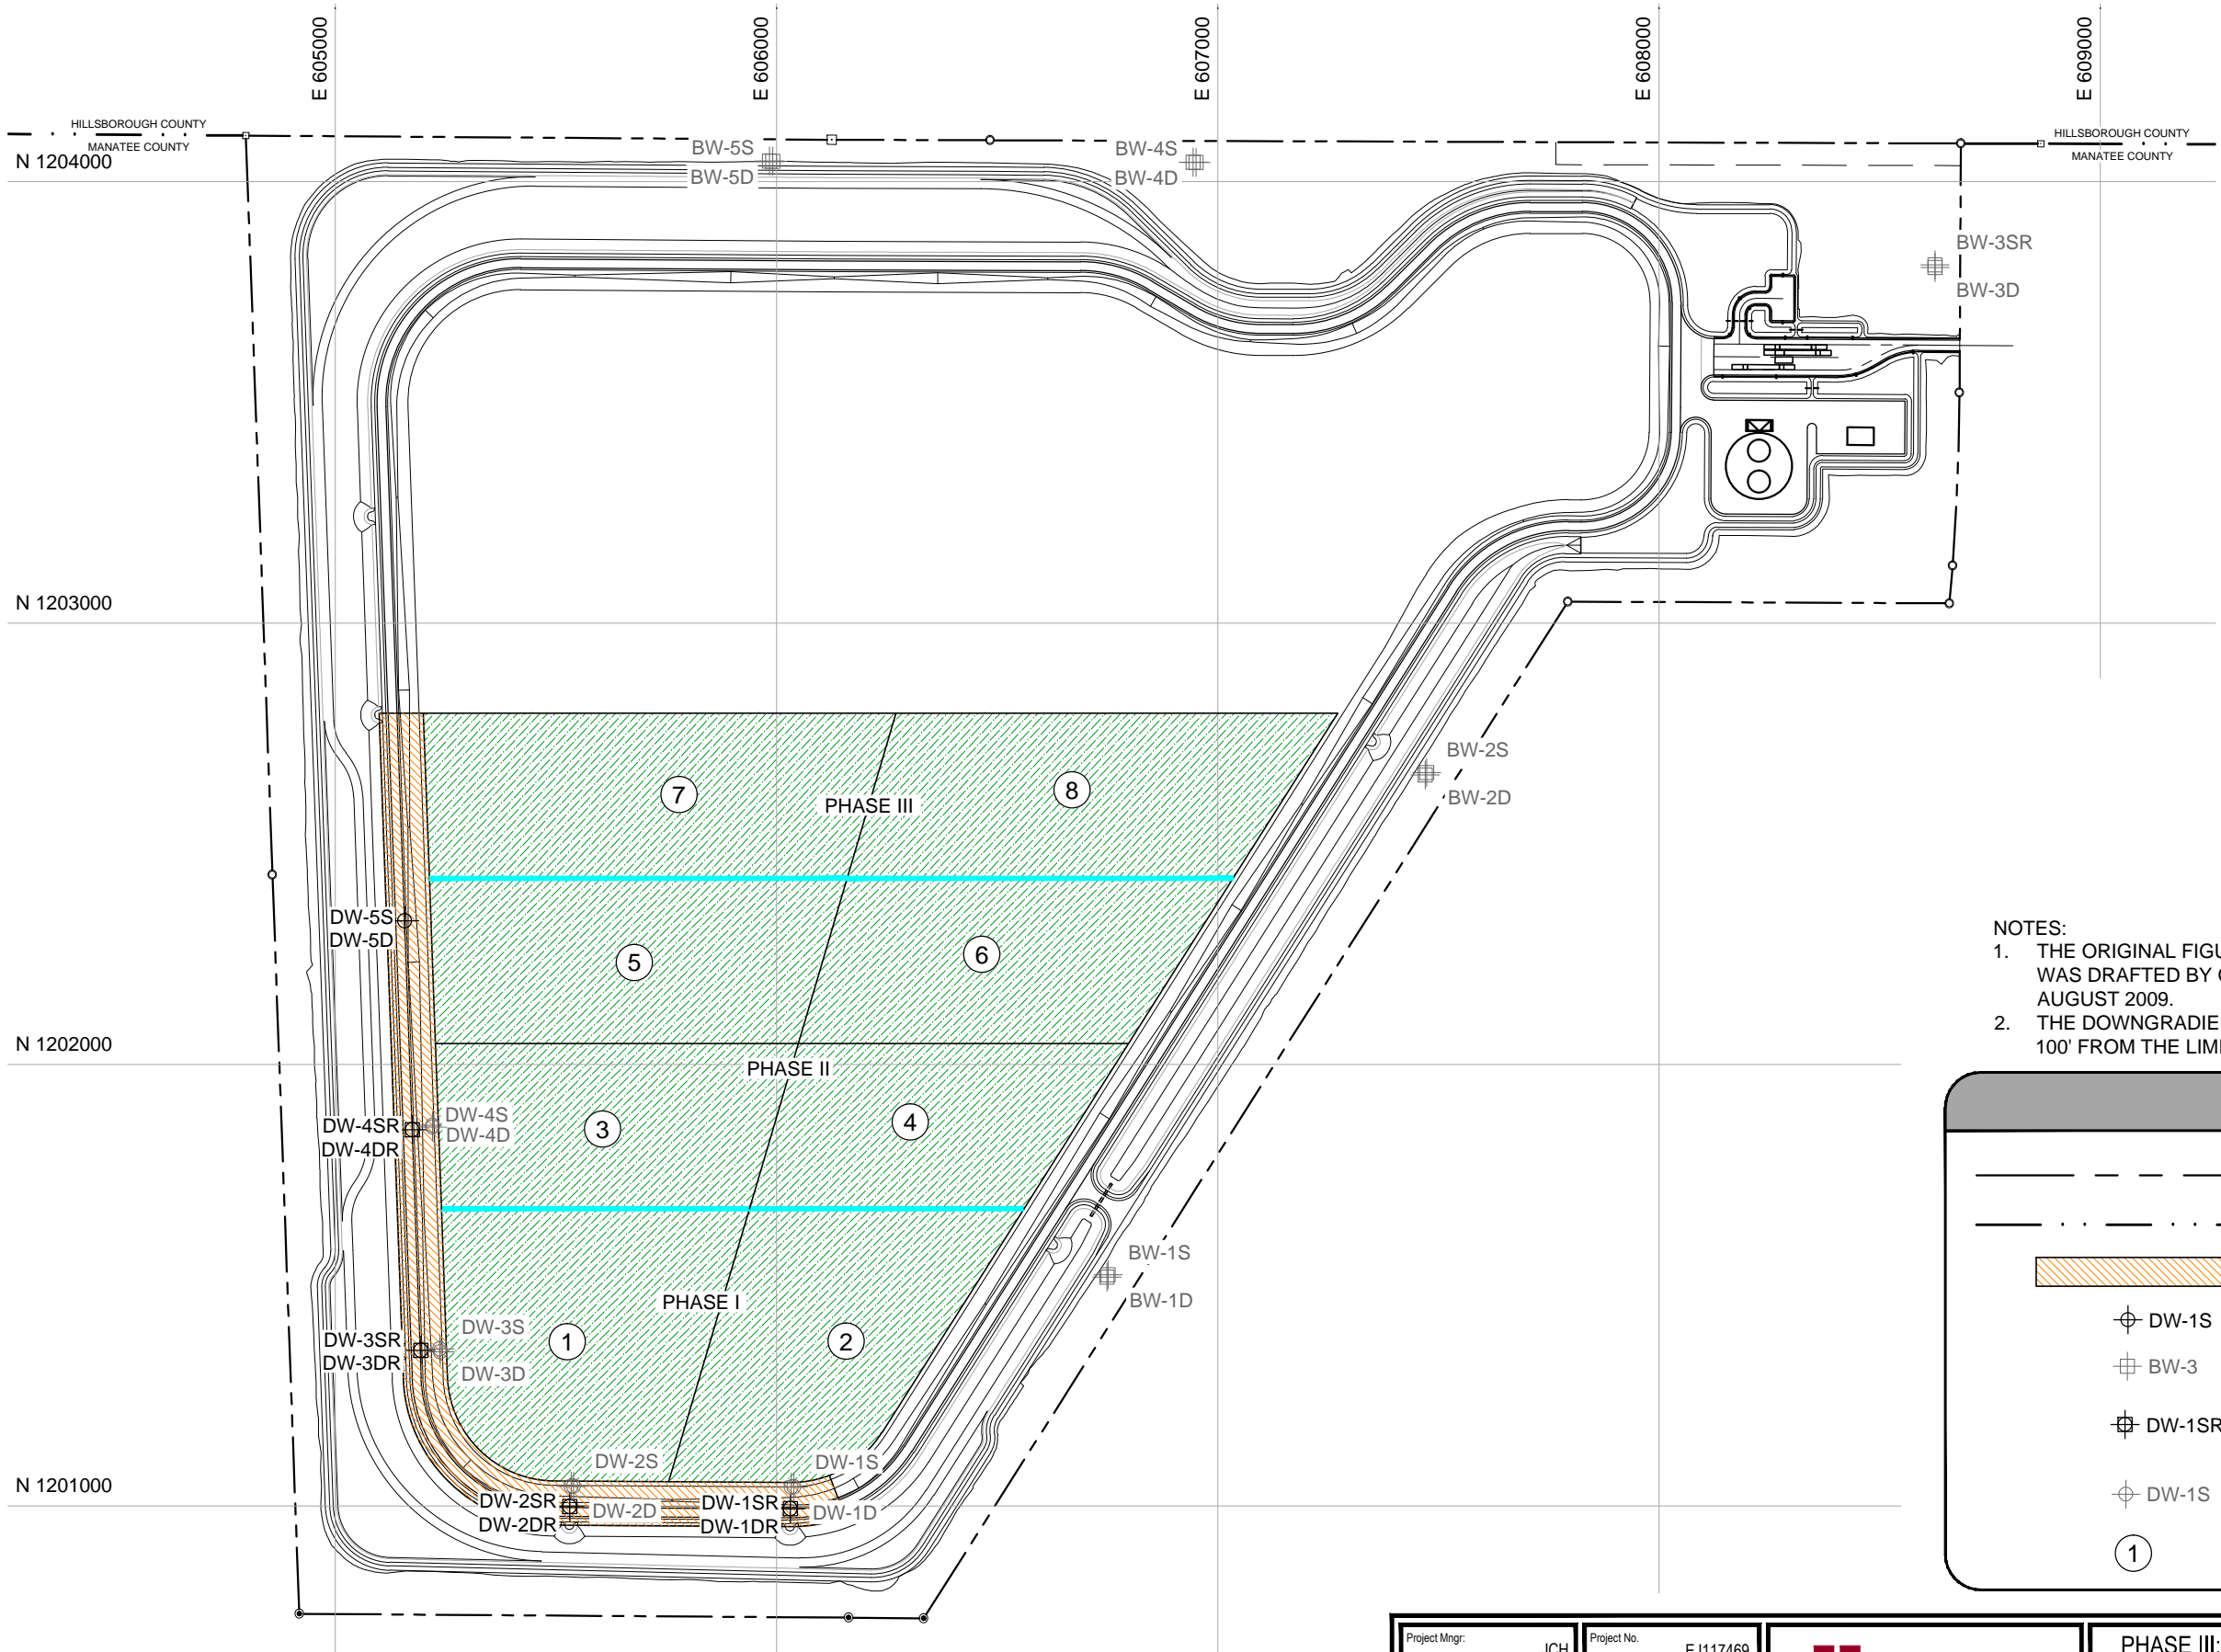 E 605000
E 606000
E 607000
E 608000
E 609000
HILLSBOROUGH COUNTY
MANATEE COUNTY
HILLSBOROUGH COUNTY
MANATEE COUNTY
N 1204000
BW-5S
BW-5D
BW-4S
BW-4D
BW-3SR
BW-3D
N 1203000
BW-2S
BW-2D
7
PHASE III
8
DW-5S
DW-5D
5
6
N 1202000
PHASE II
DW-4SR
DW-4DR
DW-4S
DW-4D
3
4
BW-1S
BW-1D
PHASE I
DW-3SR
DW-3DR
DW-3S
DW-3D
1
2
N 1201000
DW-2S
DW-1S
DW-2SR
DW-2DR
DW-2D
DW-1SR
DW-1DR
DW-1D
NOTES:
1. THE ORIGINAL
WAS DRAFTED BY
AUGUST 2009.
2. THE
100' FROM THE
DW-1S
BW-3
DW-1SR
DW-1S
1
Project Mngr:
JCH
Project No.
FJ117469
PHASE III: